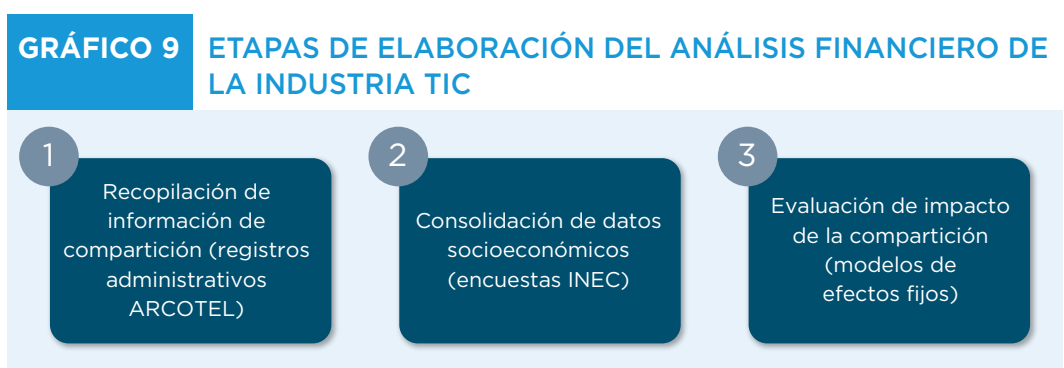 GRÁFICO 9
ETAPAS DE ELABORACIÓN DEL ANÁLISIS FINANCIERO DE
LA INDUSTRIA TIC
1
Recopilación de
información de
compartición (registros
administrativos
ARCOTEL)
2
Consolidación de datos
socioeconómicos
(encuestas INEC)
3
Evaluación de impacto
de la compartición
(modelos de
efectos fijos)